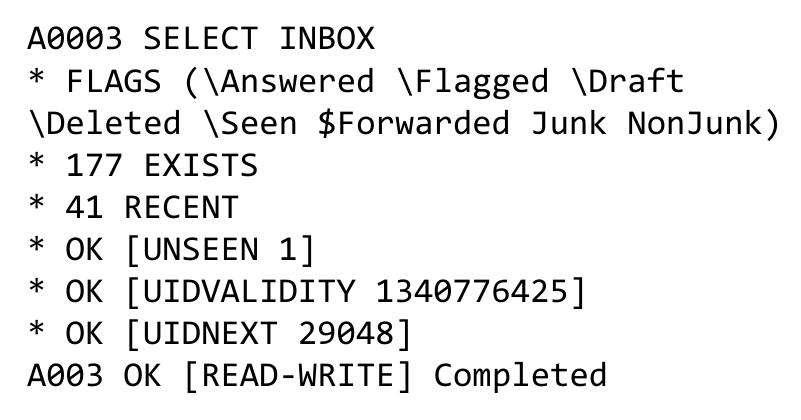 A0003 SELECT INBOX
* FLAGS (\Answered \Flagged \Draft
\Deleted \Seen $Forwarded Junk NonJunk)
* 177 EXISTS
* 41 RECENT
* OK [UNSEEN 1]
* OK [UIDVALIDITY 1340776425]
* OK [UIDNEXT 29048]
A003 OK [READ-WRITE] Completed